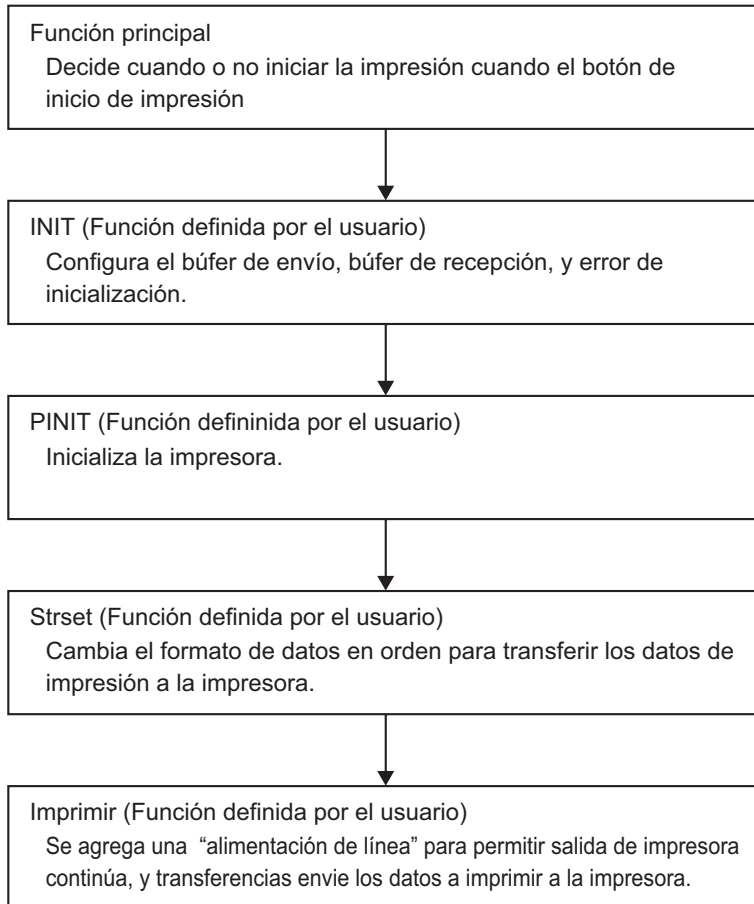 Función principal
Decide cuando o no iniciar la impresión cuando el botón de
inicio de impresión
INIT (Función definida por el usuario)
Configura el búfer de envío, búfer de recepción, y error de
inicialización.
PINIT (Función defininida por el usuario)
Inicializa la impresora.
Strset (Función definida por el usuario)
Cambia el formato de datos en orden para transferir los datos de
impresión a la impresora.
Imprimir (Función definida por el usuario)
Se agrega una “alimentación de línea” para permitir salida de impresora
continúa, y transferencias envie los datos a imprimir a la impresora.